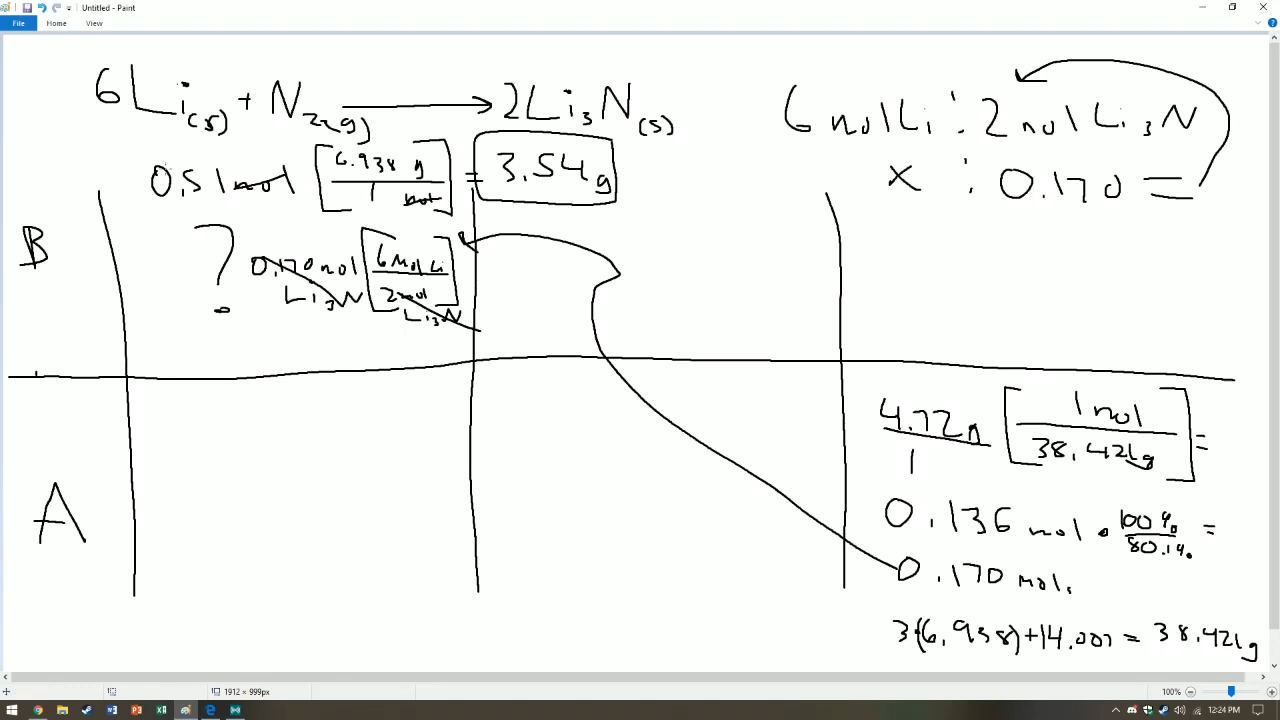 Untitled - Paint
File Home View
6Li(s) + N2(g) → 2Li3N(s)
6 mol Li : 2 mol Li3N
x : 0.170 =
0.51 mol [6.938 g / 1 mol] = 3.54 g
B
? 0.170 mol Li3N [6 mol Li / 2 mol Li3N]
A
4.72 g / 1 [1 mol / 38.421 g] =
0.136 mol • 100% / 80.1% =
0.170 mol.
3(6.938)+14.007 = 38.421g
1912 × 999px
100%
12:24 PM